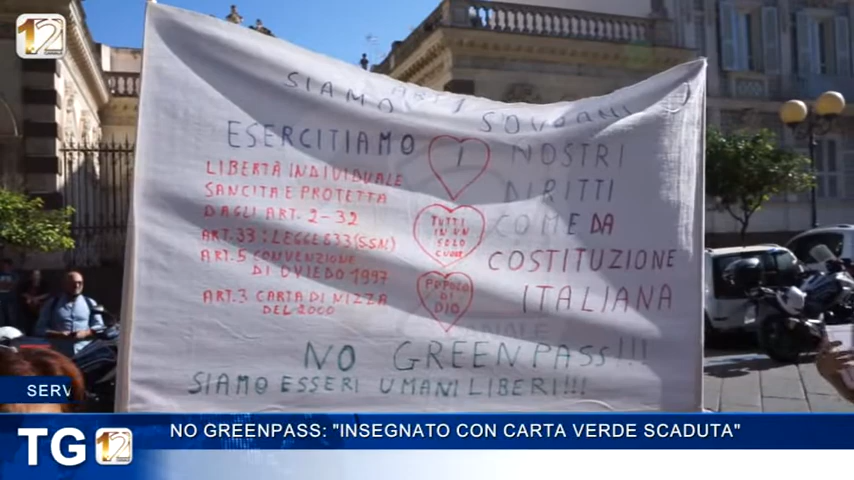 12
SIAMO
SOVRANI
ESERCITIAMO I NOSTRI
LIBERTÀ INDIVIDUALE
SANCITA E PROTETTA
DAGLI ART. 2-32
DIRITTI
TUTTI
IN UN
SOLO
CUORE
COME DA
ART. 33: LEGGE 833 (SSN)
ART. 5 CONVENZIONE
DI OVIEDO 1997
COSTITUZIONE
ART. 3 CARTA DI NIZZA
DEL 2000
POPOLO
DI
DIO
ITALIANA
NO GREEN PASS!!!
SIAMO ESSERI UMANI LIBERI!!!
SERV
TG 12
NO GREENPASS: "INSEGNATO CON CARTA VERDE SCADUTA"